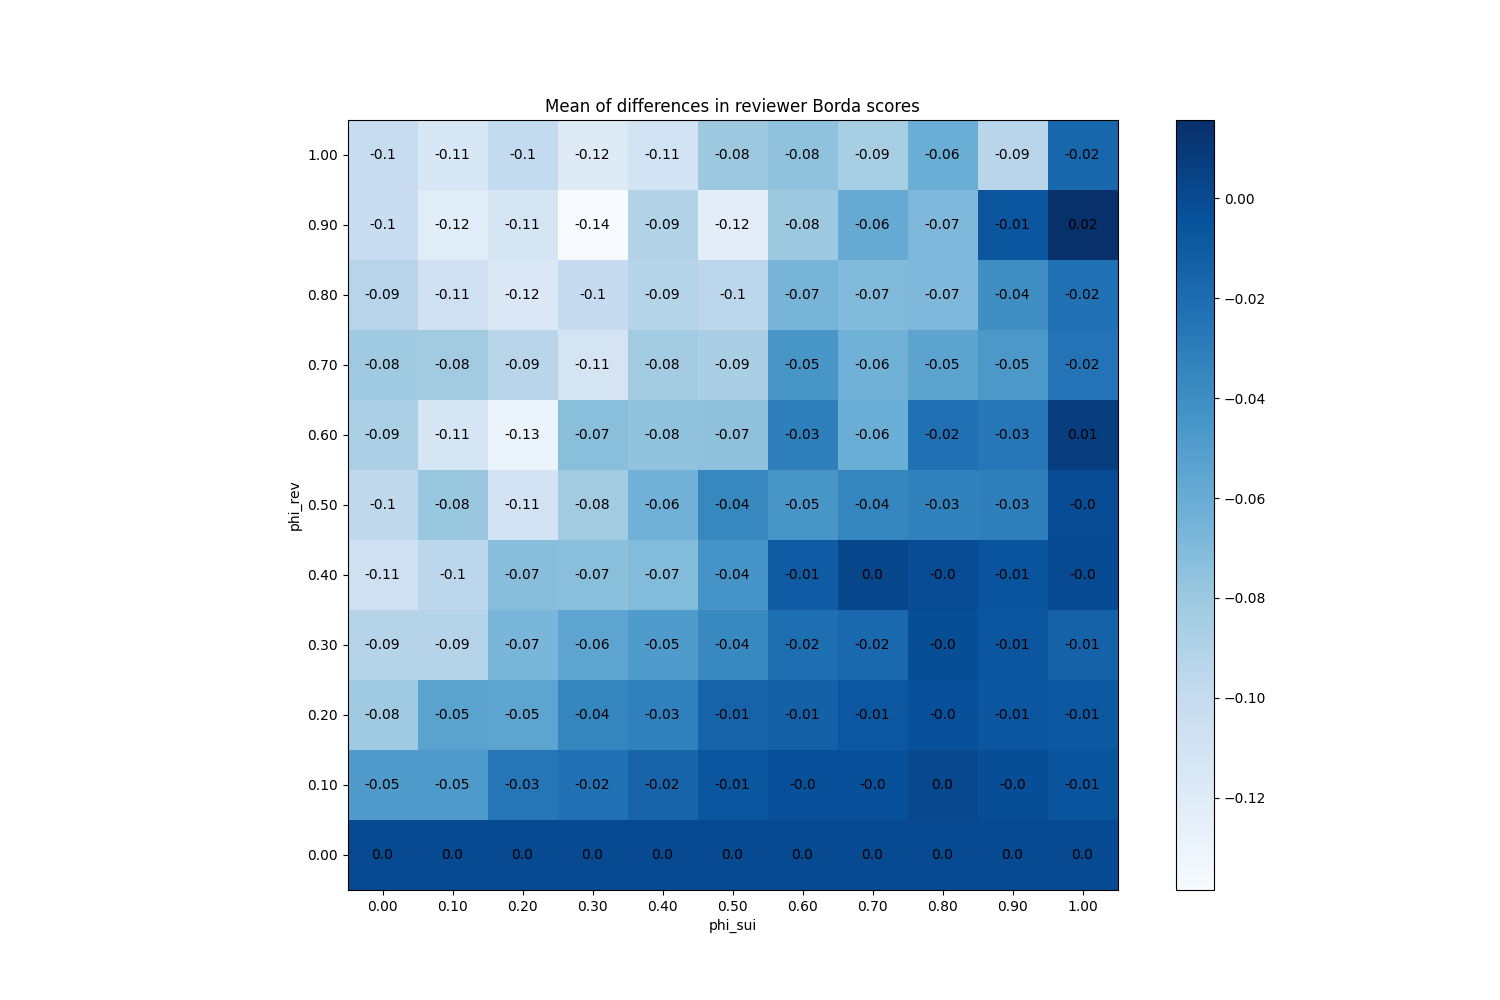 Mean of differences in reviewer Borda scores
1.00 -0.1 -0.11 -0.1 -0.12 -0.11 -0.08 -0.08 -0.09 -0.06 -0.09 -0.02
0.90 -0.1 -0.12 -0.11 -0.14 -0.09 -0.12 -0.08 -0.06 -0.07 -0.01 0.02
0.80 -0.09 -0.11 -0.12 -0.1 -0.09 -0.1 -0.07 -0.07 -0.07 -0.04 -0.02
0.70 -0.08 -0.08 -0.09 -0.11 -0.08 -0.09 -0.05 -0.06 -0.05 -0.05 -0.02
0.60 -0.09 -0.11 -0.13 -0.07 -0.08 -0.07 -0.03 -0.06 -0.02 -0.03 0.01
0.50 -0.1 -0.08 -0.11 -0.08 -0.06 -0.04 -0.05 -0.04 -0.03 -0.03 -0.0
0.40 -0.11 -0.1 -0.07 -0.07 -0.07 -0.04 -0.01 0.0 -0.0 -0.01 -0.0
0.30 -0.09 -0.09 -0.07 -0.06 -0.05 -0.04 -0.02 -0.02 -0.0 -0.01 -0.01
0.20 -0.08 -0.05 -0.05 -0.04 -0.03 -0.01 -0.01 -0.01 -0.0 -0.01 -0.01
0.10 -0.05 -0.05 -0.03 -0.02 -0.02 -0.01 -0.0 -0.0 0.0 -0.0 -0.01
0.00 0.0 0.0 0.0 0.0 0.0 0.0 0.0 0.0 0.0 0.0 0.0
0.00 0.10 0.20 0.30 0.40 0.50 0.60 0.70 0.80 0.90 1.00
phi_sui
phi_rev
0.00
−0.02
−0.04
−0.06
−0.08
−0.10
−0.12